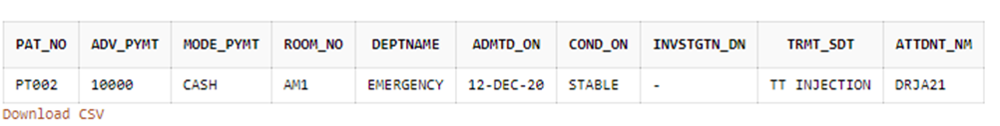 PAT_NO ADV_PYMT MODE_PYMT ROOM_NO DEPTNAME ADMTD_ON COND_ON INVSTGTN_DN TRMT_SDT ATTDNT_NM
PT002 10000 CASH AM1 EMERGENCY 12-DEC-20 STABLE - TT INJECTION DRJA21
Download CSV